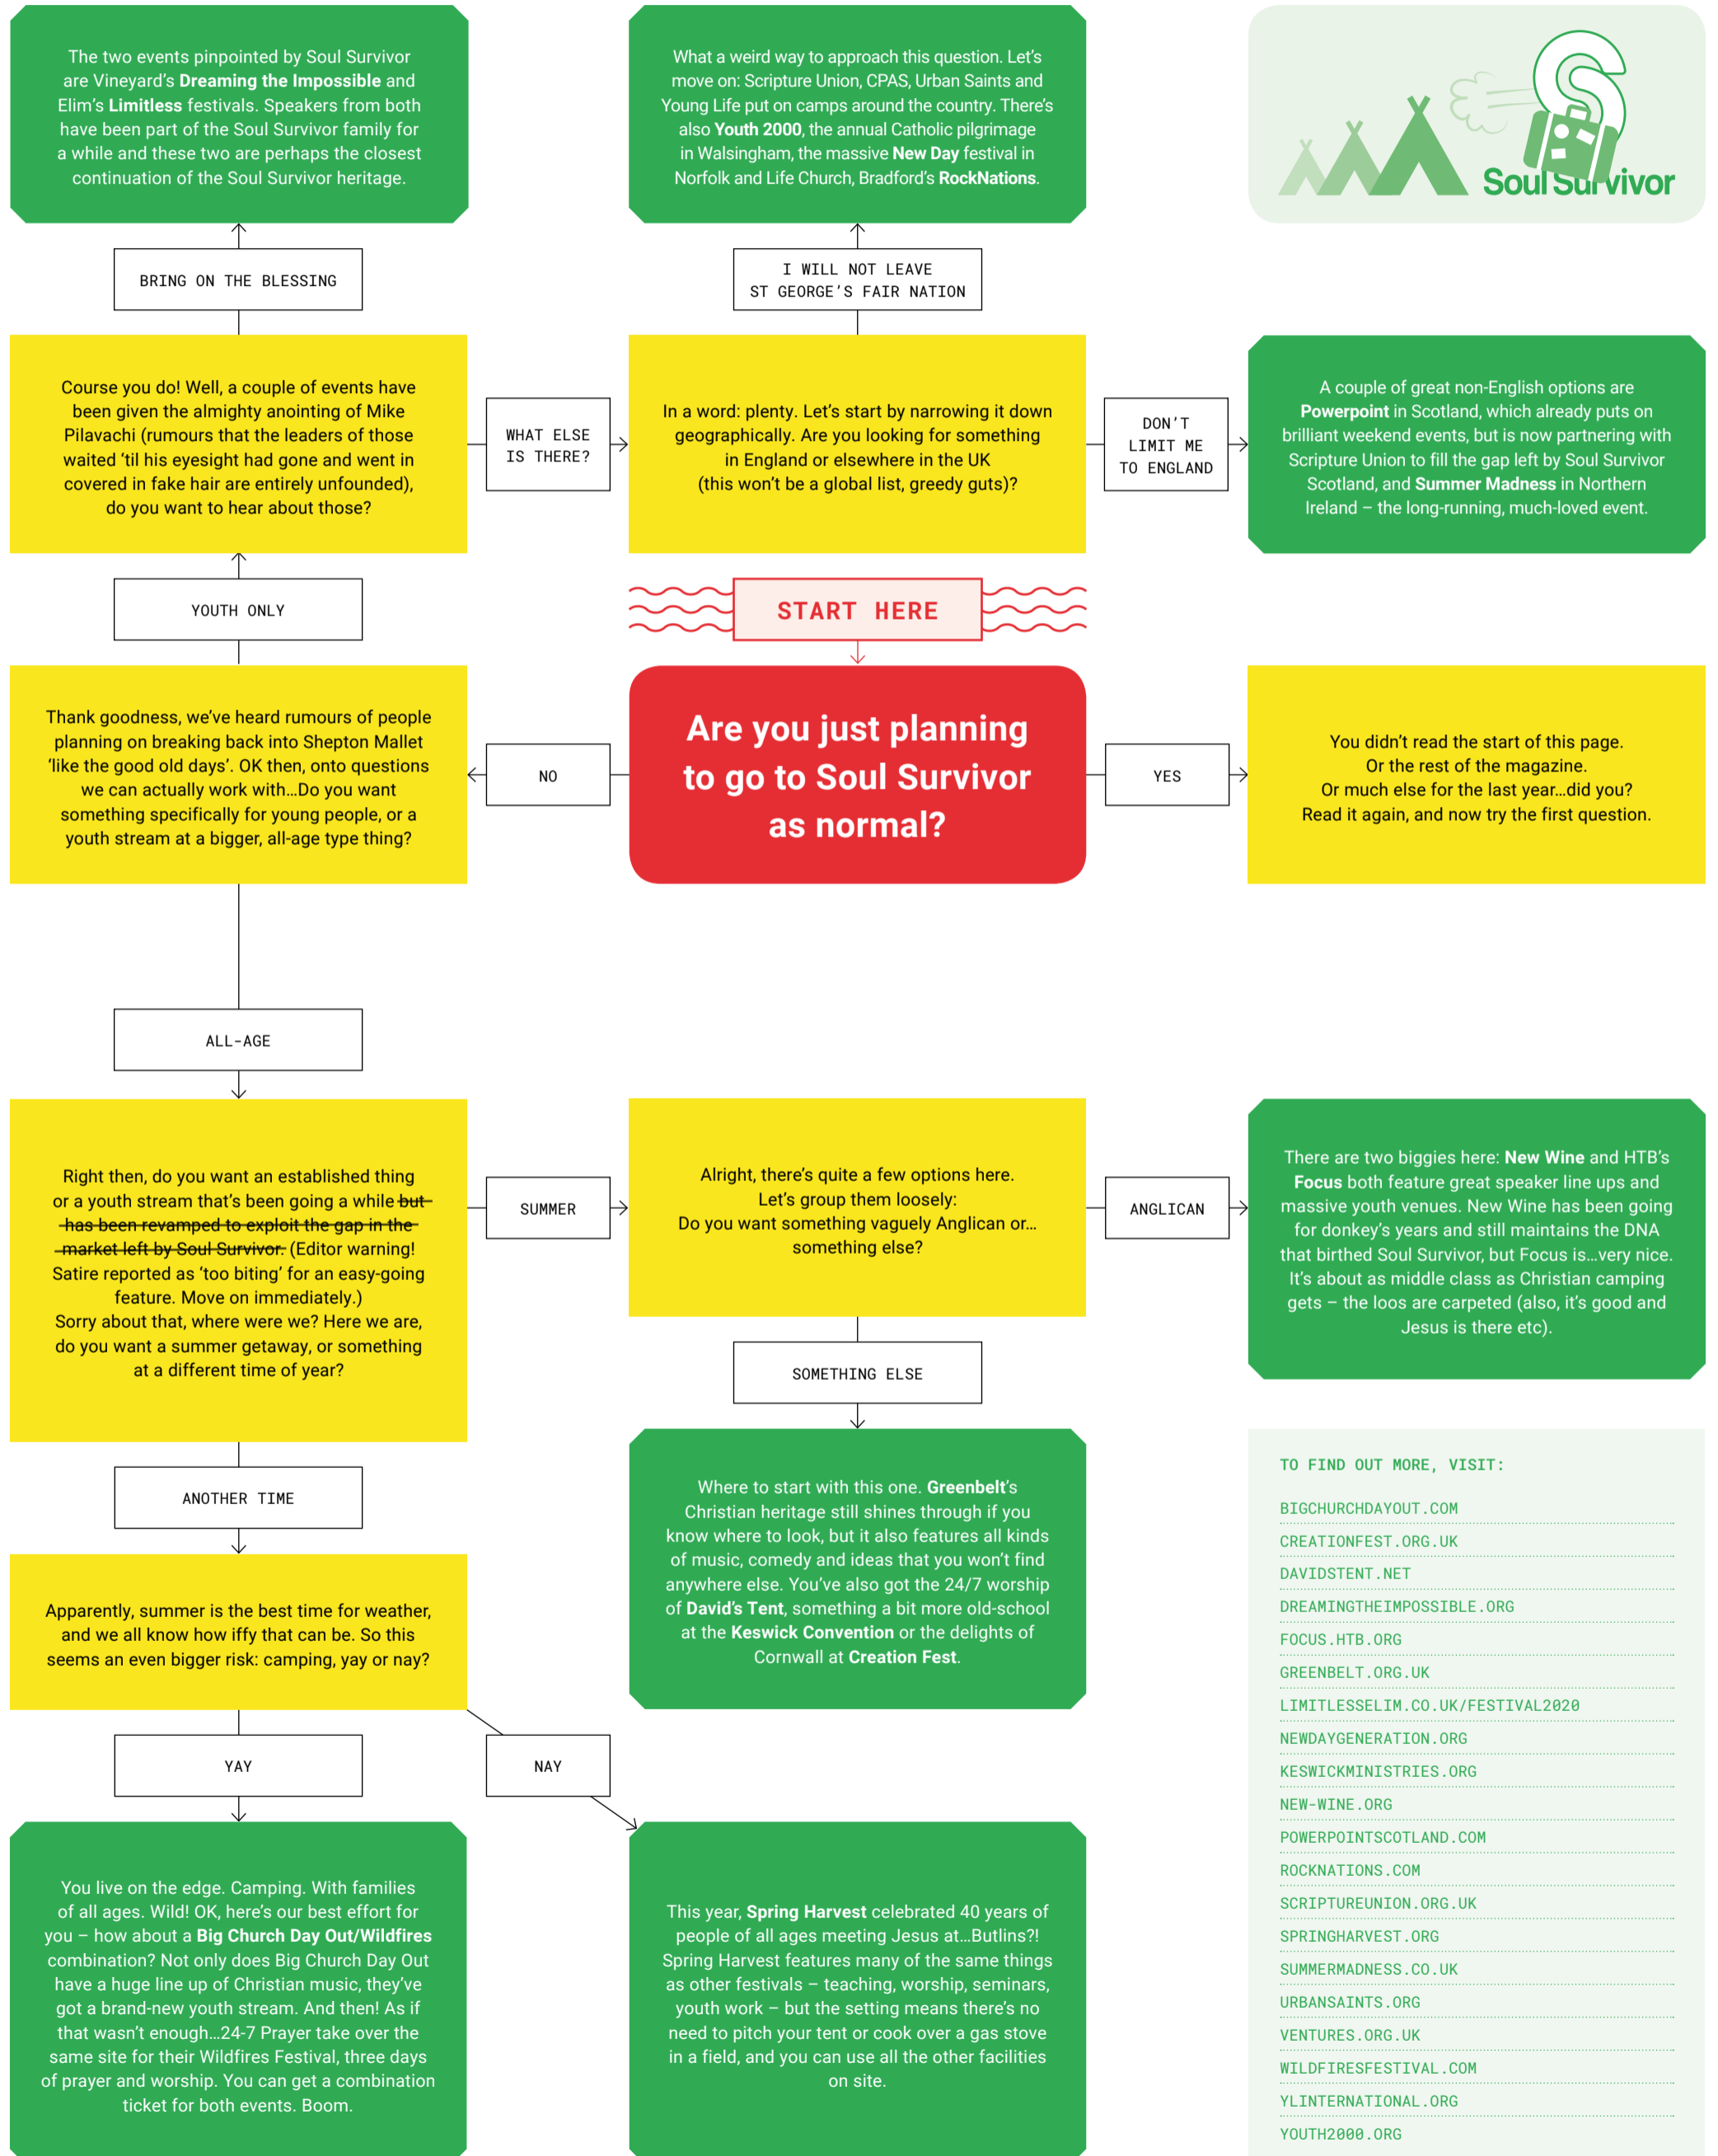 The two events pinpointed by Soul Survivor
are Vineyard’s Dreaming the Impossible and
Elim’s Limitless festivals. Speakers from both
have been part of the Soul Survivor family for
a while and these two are perhaps the closest
continuation of the Soul Survivor heritage.
What a weird way to approach this question. Let’s
move on: Scripture Union, CPAS, Urban Saints and
Young Life put on camps around the country. There’s
also Youth 2000, the annual Catholic pilgrimage
in Walsingham, the massive New Day festival in
Norfolk and Life Church, Bradford’s RockNations.
Soul Survivor
BRING ON THE BLESSING
I WILL NOT LEAVE
ST GEORGE’S FAIR NATION
Course you do! Well, a couple of events have
been given the almighty anointing of Mike
Pilavachi (rumours that the leaders of those
waited ‘til his eyesight had gone and went in
covered in fake hair are entirely unfounded),
do you want to hear about those?
WHAT ELSE
IS THERE?
In a word: plenty. Let’s start by narrowing it down
geographically. Are you looking for something
in England or elsewhere in the UK
(this won’t be a global list, greedy guts)?
DON’T
LIMIT ME
TO ENGLAND
A couple of great non-English options are
Powerpoint in Scotland, which already puts on
brilliant weekend events, but is now partnering with
Scripture Union to fill the gap left by Soul Survivor
Scotland, and Summer Madness in Northern
Ireland – the long-running, much-loved event.
YOUTH ONLY
START HERE
Thank goodness, we’ve heard rumours of people
planning on breaking back into Shepton Mallet
‘like the good old days’. OK then, onto questions
we can actually work with…Do you want
something specifically for young people, or a
youth stream at a bigger, all-age type thing?
NO
Are you just planning
to go to Soul Survivor
as normal?
YES
You didn’t read the start of this page.
Or the rest of the magazine.
Or much else for the last year…did you?
Read it again, and now try the first question.
ALL-AGE
Right then, do you want an established thing
or a youth stream that’s been going a while but
has been revamped to exploit the gap in the
market left by Soul Survivor. (Editor warning!
Satire reported as ‘too biting’ for an easy-going
feature. Move on immediately.)
Sorry about that, where were we? Here we are,
do you want a summer getaway, or something
at a different time of year?
SUMMER
Alright, there’s quite a few options here.
Let’s group them loosely:
Do you want something vaguely Anglican or…
something else?
ANGLICAN
There are two biggies here: New Wine and HTB’s
Focus both feature great speaker line ups and
massive youth venues. New Wine has been going
for donkey’s years and still maintains the DNA
that birthed Soul Survivor, but Focus is…very nice.
It’s about as middle class as Christian camping
gets – the loos are carpeted (also, it’s good and
Jesus is there etc).
SOMETHING ELSE
Where to start with this one. Greenbelt’s
Christian heritage still shines through if you
know where to look, but it also features all kinds
of music, comedy and ideas that you won’t find
anywhere else. You’ve also got the 24/7 worship
of David’s Tent, something a bit more old-school
at the Keswick Convention or the delights of
Cornwall at Creation Fest.
ANOTHER TIME
Apparently, summer is the best time for weather,
and we all know how iffy that can be. So this
seems an even bigger risk: camping, yay or nay?
YAY
NAY
You live on the edge. Camping. With families
of all ages. Wild! OK, here’s our best effort for
you – how about a Big Church Day Out/Wildfires
combination? Not only does Big Church Day Out
have a huge line up of Christian music, they’ve
got a brand-new youth stream. And then! As if
that wasn’t enough…24-7 Prayer take over the
same site for their Wildfires Festival, three days
of prayer and worship. You can get a combination
ticket for both events. Boom.
This year, Spring Harvest celebrated 40 years of
people of all ages meeting Jesus at…Butlins?!
Spring Harvest features many of the same things
as other festivals – teaching, worship, seminars,
youth work – but the setting means there’s no
need to pitch your tent or cook over a gas stove
in a field, and you can use all the other facilities
on site.
TO FIND OUT MORE, VISIT:
BIGCHURCHDAYOUT.COM
CREATIONFEST.ORG.UK
DAVIDSTENT.NET
DREAMINGTHEIMPOSSIBLE.ORG
FOCUS.HTB.ORG
GREENBELT.ORG.UK
LIMITLESSELIM.CO.UK/FESTIVAL2020
NEWDAYGENERATION.ORG
KESWICKMINISTRIES.ORG
NEW-WINE.ORG
POWERPOINTSCOTLAND.COM
ROCKNATIONS.COM
SCRIPTUREUNION.ORG.UK
SPRINGHARVEST.ORG
SUMMERMADNESS.CO.UK
URBANSAINTS.ORG
VENTURES.ORG.UK
WILDFIRESFESTIVAL.COM
YLINTERNATIONAL.ORG
YOUTH2000.ORG